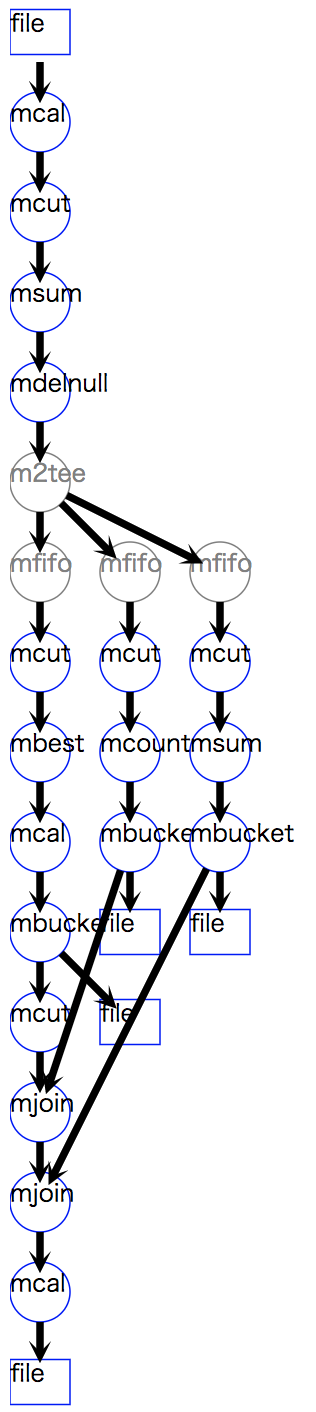 file
mcal
mcut
msum
mdelnull
m2tee
mfifo mfifo mfifo
mcut mcut mcut
mbest mcount msum
mcal mbucke mbucket
mbucke file file
mcut file
mjoin
mjoin
mcal
file